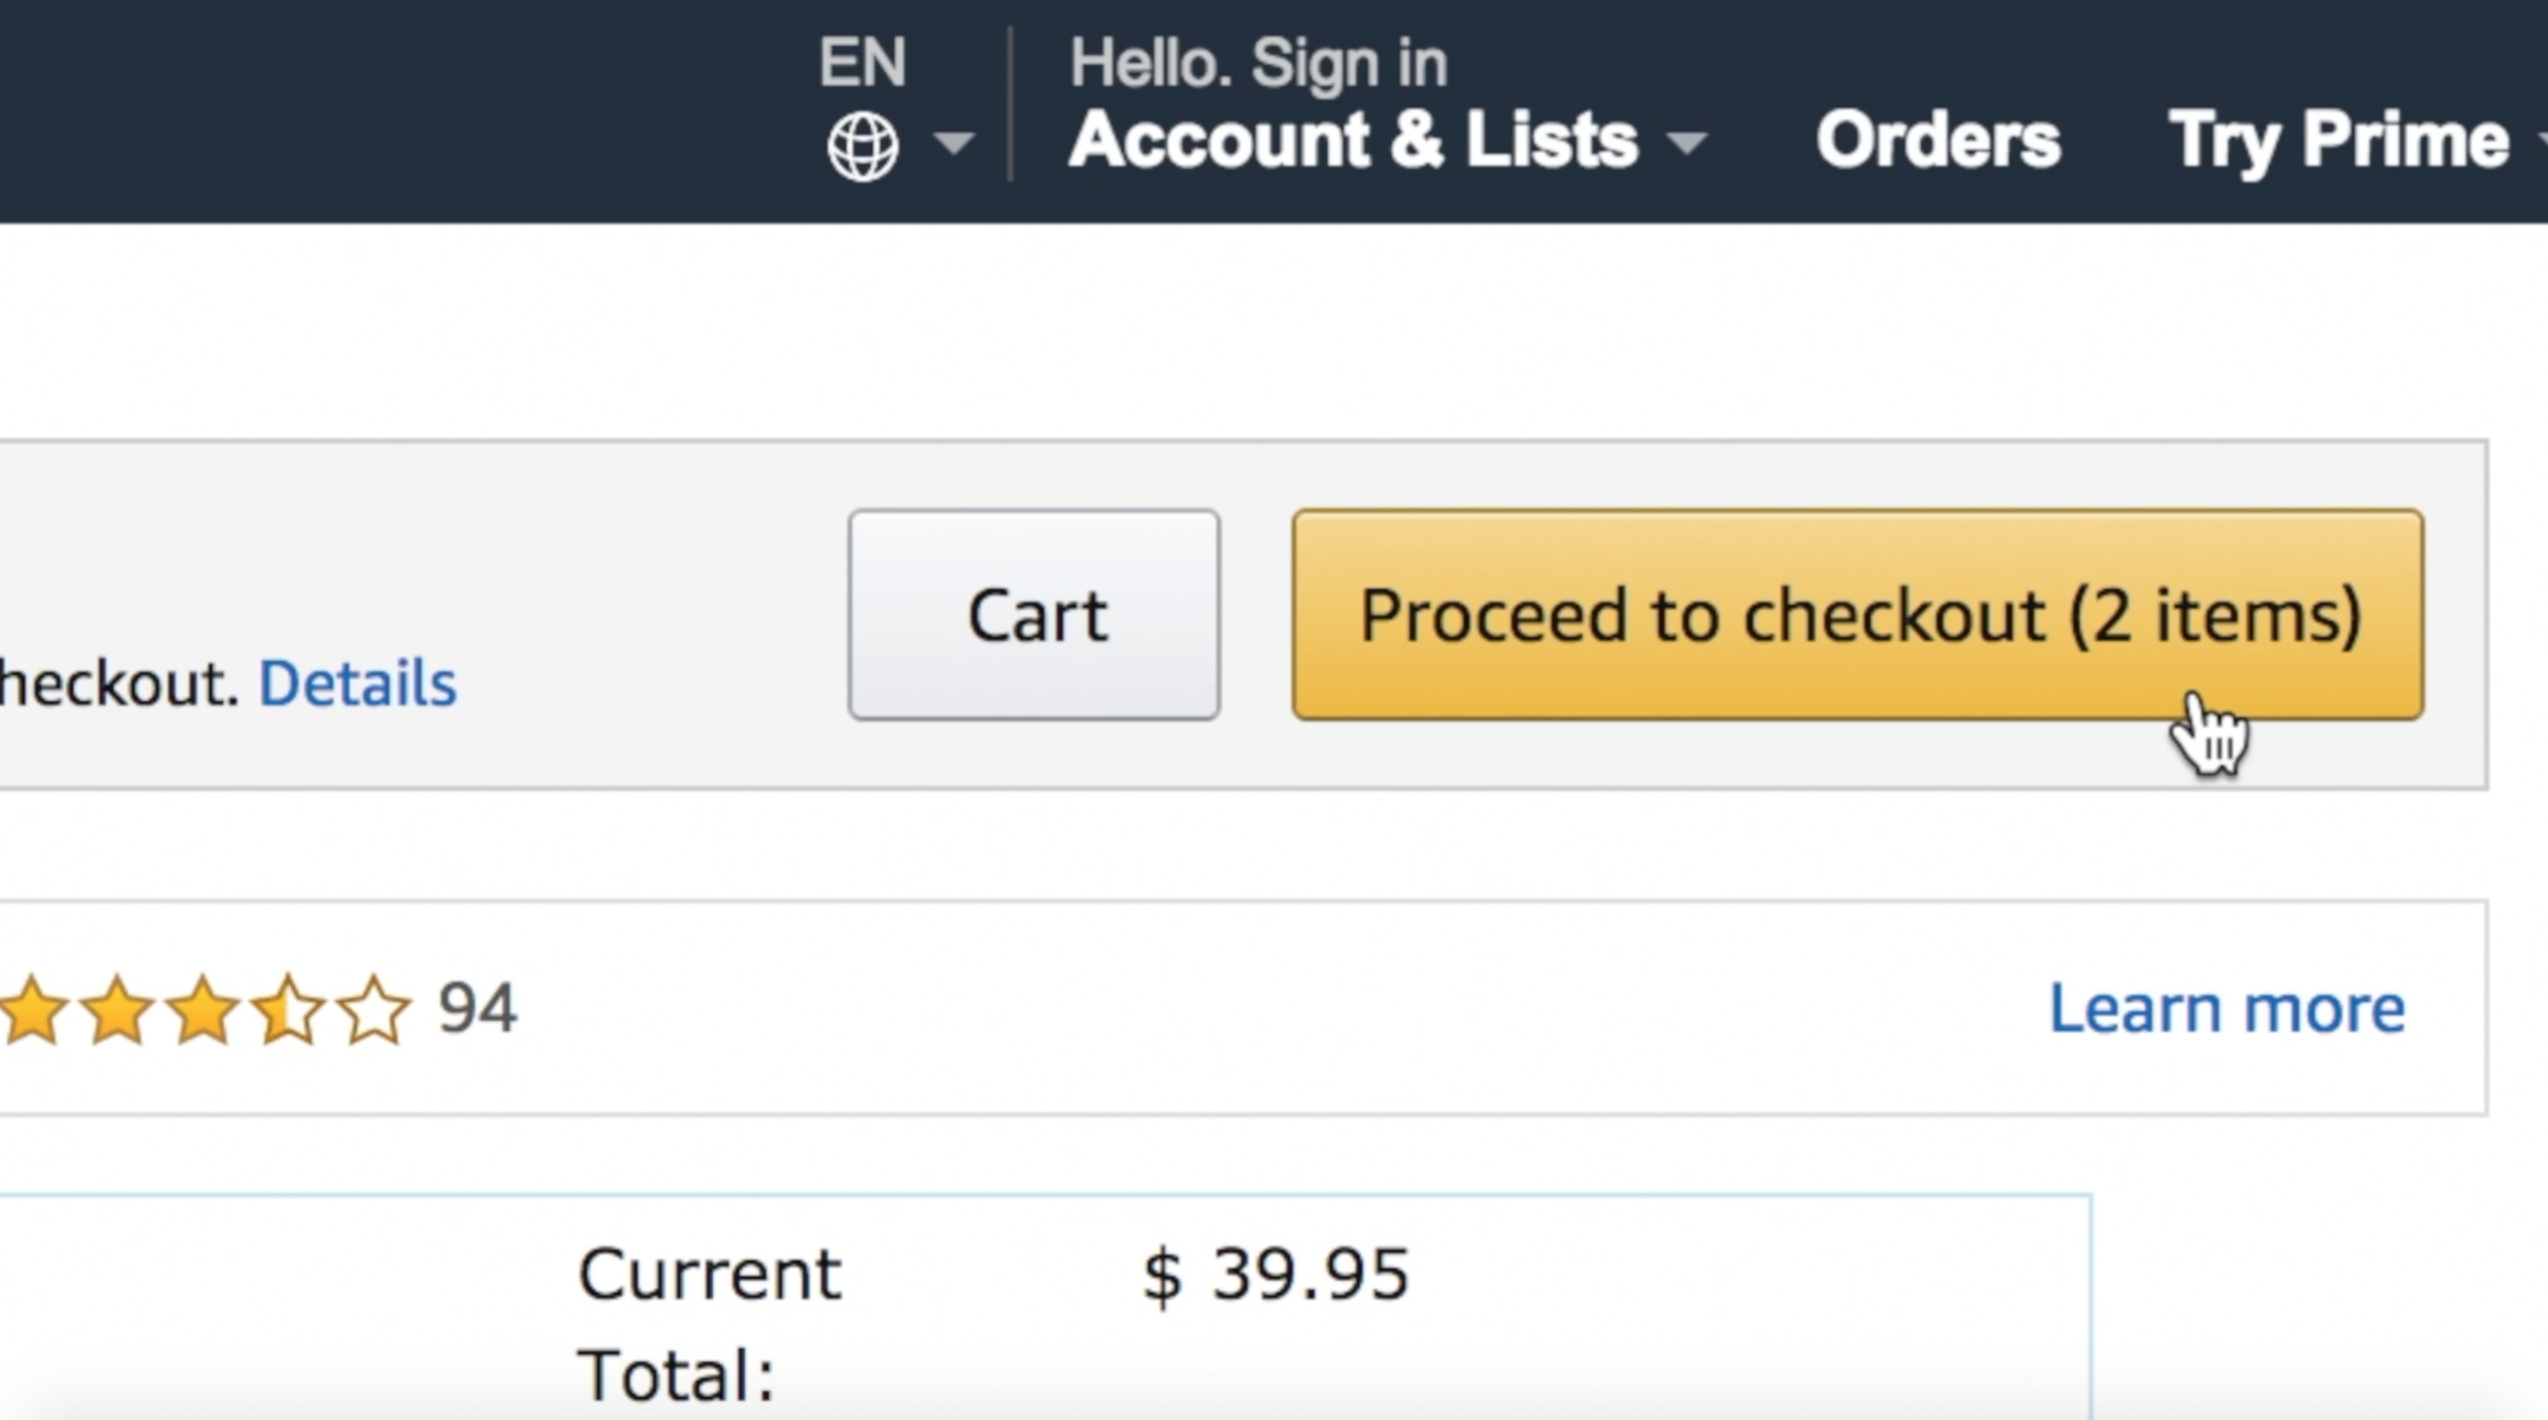 EN
Hello. Sign in
Account & Lists
Orders
Try Prime
Cart
Proceed to checkout (2 items)
Details
94
Learn more
Current
Total:
$ 39.95